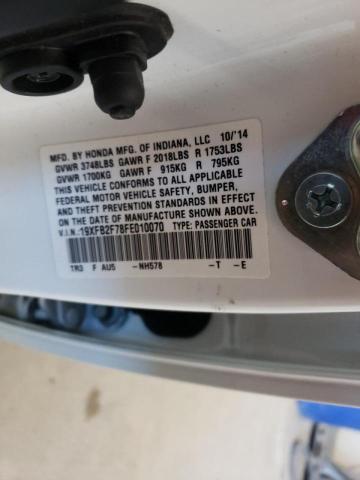 MFD. BY HONDA MFG. OF INDIANA, LLC 10/'14
GVWR 3748LBS GAWR F 2018LBS R 1753LBS
GVWR 1700KG GAWR F 915KG R 795KG
THIS VEHICLE CONFORMS TO ALL APPLICABLE
FEDERAL MOTOR VEHICLE SAFETY, BUMPER,
AND THEFT PREVENTION STANDARDS IN EFFECT
ON THE DATE OF MANUFACTURE SHOWN ABOVE.
V.I.N. 19XFB2F78FE010070 TYPE: PASSENGER CAR
TR3 F AU5 -NH578 -T -E